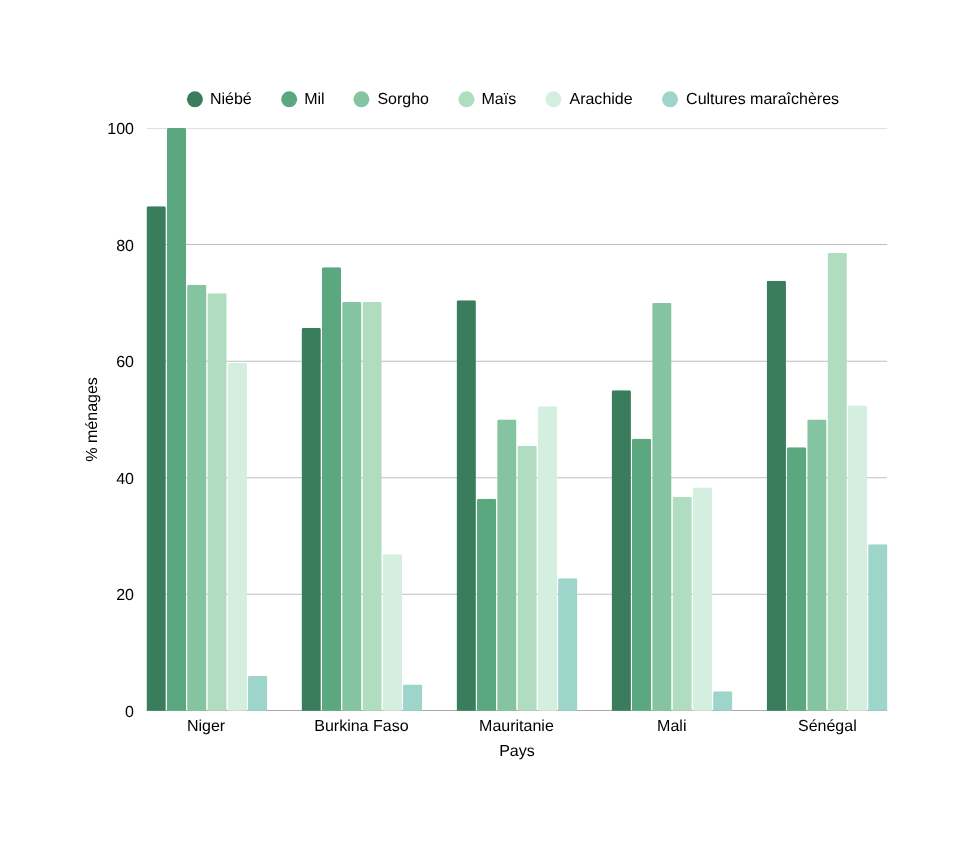 Niébé Mil Sorgho Maïs Arachide Cultures maraîchères
100
80
60
40
20
0
% ménages
Niger Burkina Faso Mauritanie Mali Sénégal
Pays